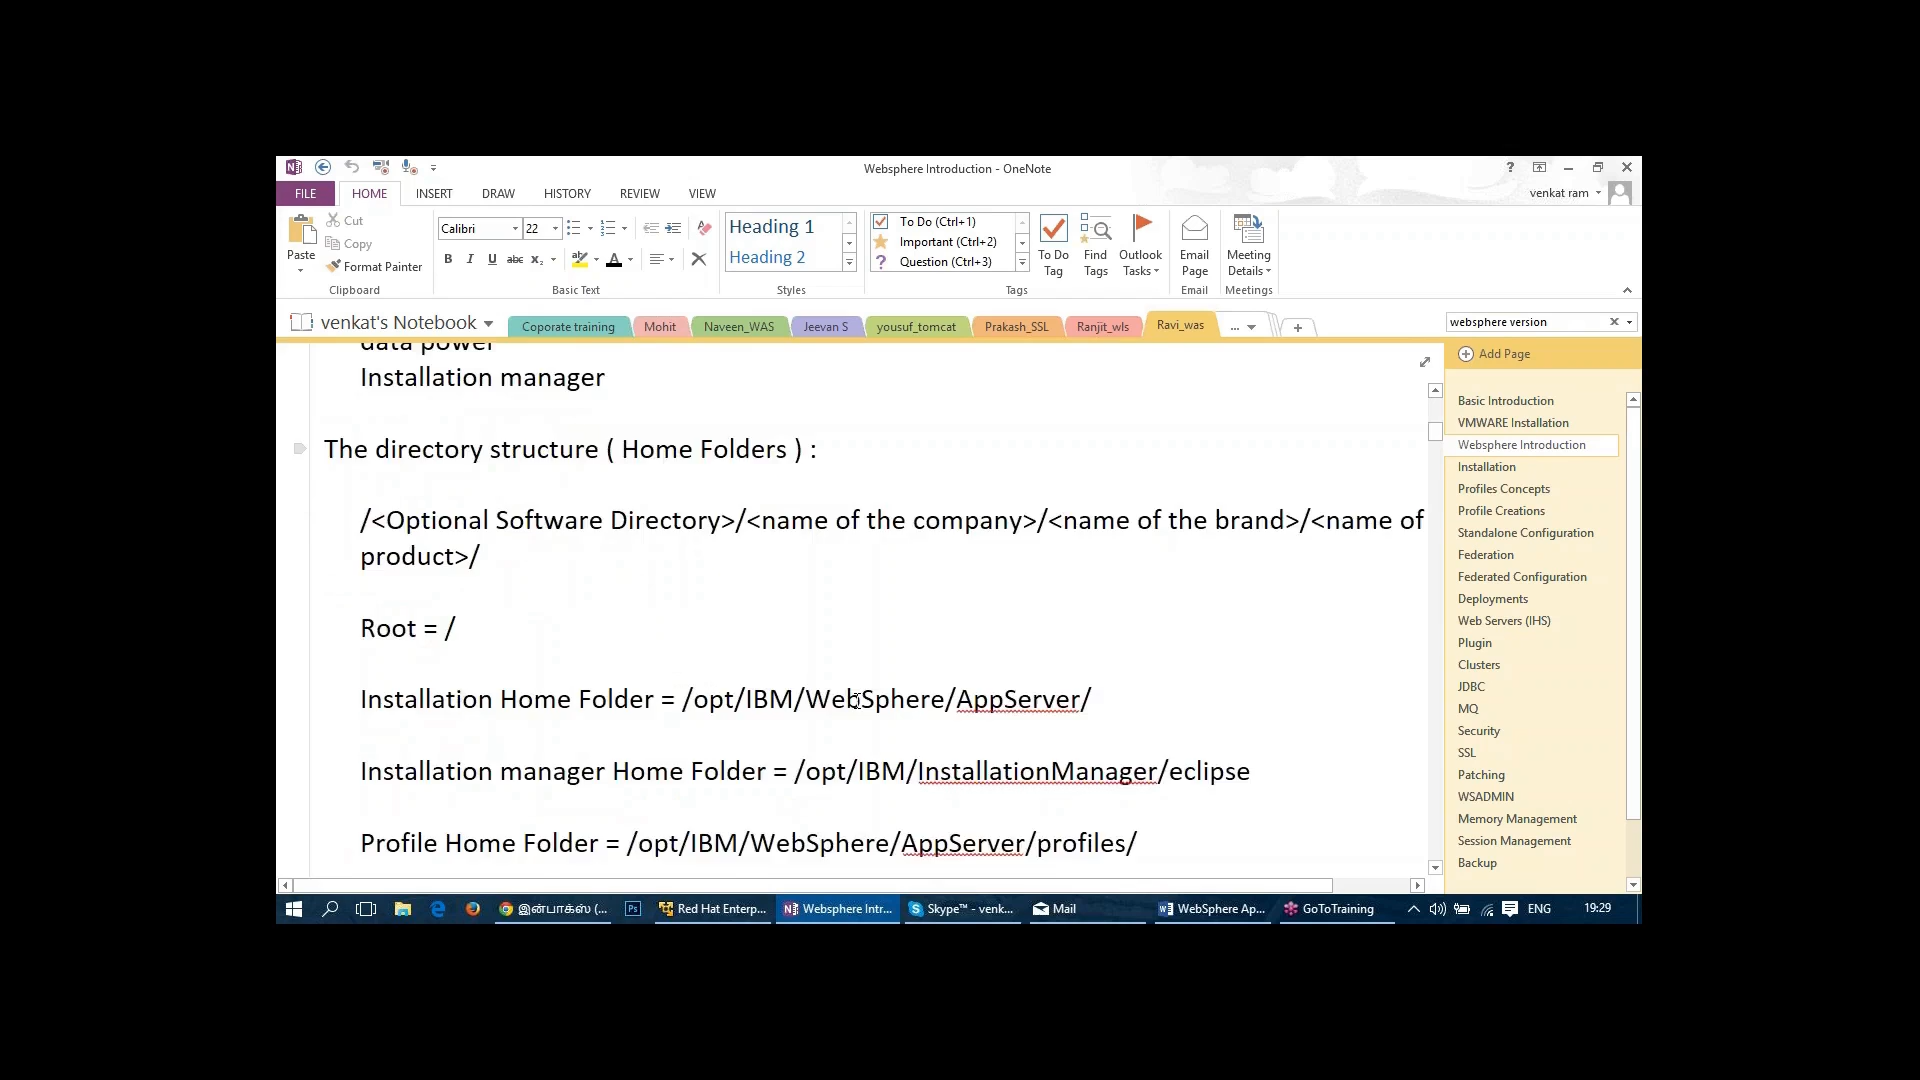 Websphere Introduction - OneNote
?
FILE HOME INSERT DRAW HISTORY REVIEW VIEW
venkat ram
Paste
Cut
Copy
Format Painter
Clipboard
Calibri 22
B I U abc x₂ A
Basic Text
Heading 1
Heading 2
Styles
To Do (Ctrl+1)
Important (Ctrl+2)
Question (Ctrl+3)
To Do
Tag
Find
Tags
Outlook
Tasks
Tags
Email
Page
Email
Meeting
Details
Meetings
venkat's Notebook
Coporate training Mohit Naveen_WAS Jeevan S yousuf_tomcat Prakash_SSL Ranjit_wls Ravi_was ... +
websphere version
data power
Installation manager
The directory structure ( Home Folders ) :
/<Optional Software Directory>/<name of the company>/<name of the brand>/<name of
product>/
Root = /
Installation Home Folder = /opt/IBM/WebSphere/AppServer/
Installation manager Home Folder = /opt/IBM/InstallationManager/eclipse
Profile Home Folder = /opt/IBM/WebSphere/AppServer/profiles/
Add Page
Basic Introduction
VMWARE Installation
Websphere Introduction
Installation
Profiles Concepts
Profile Creations
Standalone Configuration
Federation
Federated Configuration
Deployments
Web Servers (IHS)
Plugin
Clusters
JDBC
MQ
Security
SSL
Patching
WSADMIN
Memory Management
Session Management
Backup
இன்பாக்ஸ் (... Ps Red Hat Enterp... Websphere Intr... Skype™ - venk... Mail WebSphere Ap... GoToTraining ENG 19:29